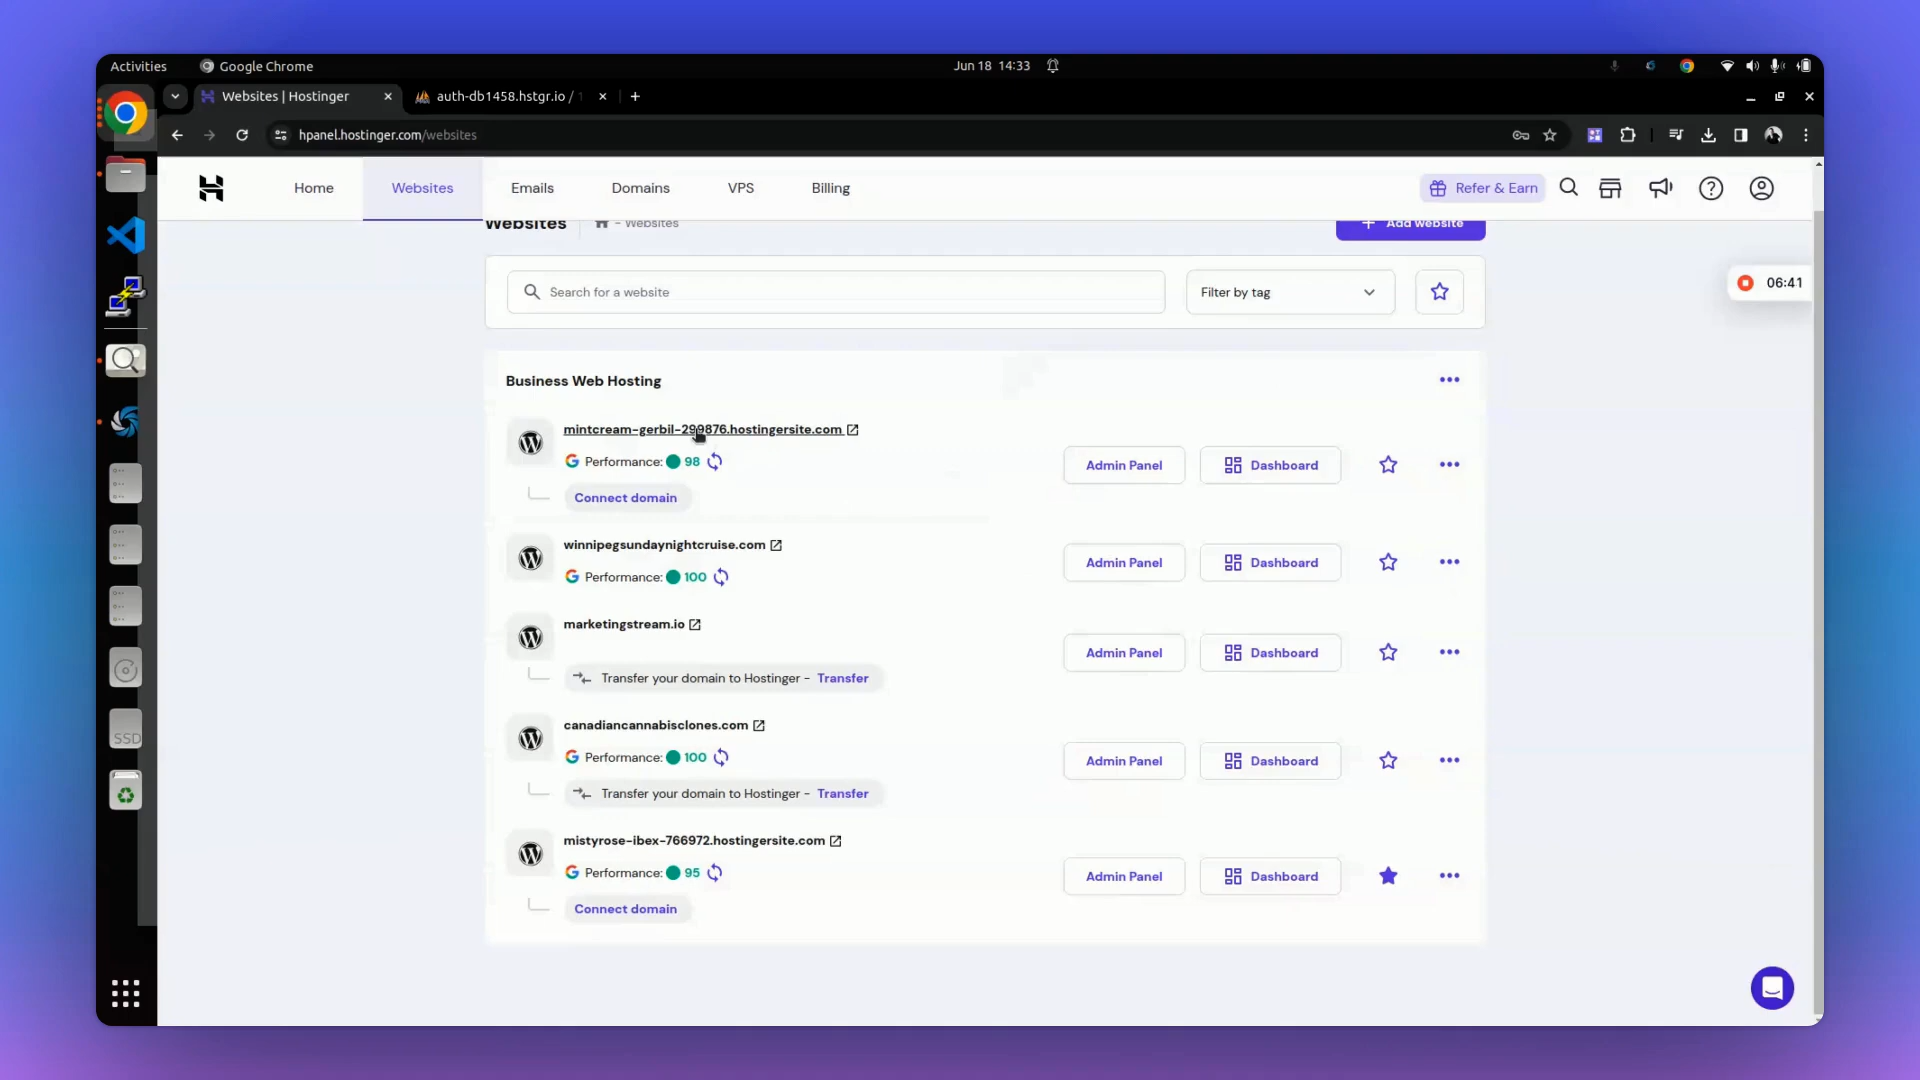 Activities
Google Chrome
Jun 18 14:33
Websites | Hostinger
auth-db1458.hstgr.io /
hpanel.hostinger.com/websites
Home
Websites
Emails
Domains
VPS
Billing
Refer & Earn
Websites
- Websites
Add website
06:41
Search for a website
Filter by tag
Business Web Hosting
mintcream-gerbil-299876.hostingersite.com
Performance: 98
Admin Panel
Dashboard
Connect domain
winnipegsundaynightcruise.com
Performance: 100
Admin Panel
Dashboard
marketingstream.io
Admin Panel
Dashboard
Transfer your domain to Hostinger - Transfer
canadiancannabisclones.com
Performance: 100
Admin Panel
Dashboard
Transfer your domain to Hostinger - Transfer
mistyrose-ibex-766972.hostingersite.com
Performance: 95
Admin Panel
Dashboard
Connect domain
SSD